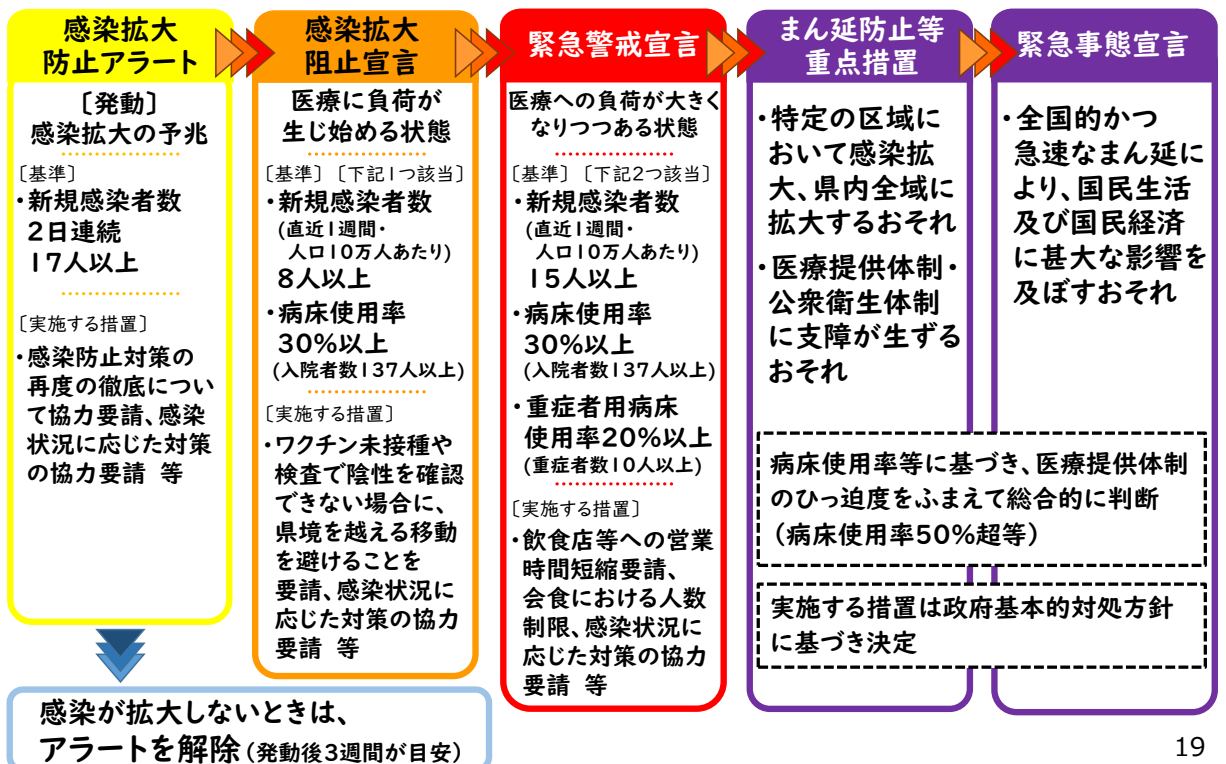 感染拡大
防止アラート
〔発動〕
感染拡大の予兆
［基準］
・新規感染者数
2日連続
17人以上
［実施する措置］
・感染防止対策の
再度の徹底につい
て協力要請、感染
状況に応じた対策
の協力要請 等
感染が拡大しないときは、
アラートを解除(発動後3週間が目安)
感染拡大
阻止宣言
医療に負荷が
生じ始める状態
［基準］［下記1つ該当］
・新規感染者数
(直近1週間・
人口10万人あたり)
8人以上
・病床使用率
30%以上
(入院者数137人以上)
［実施する措置］
・ワクチン未接種や
検査で陰性を確認
できない場合に、
県境を越える移動
を避けることを
要請、感染状況に
応じた対策の協力
要請 等
緊急警戒宣言
医療への負荷が大きく
なりつつある状態
［基準］［下記2つ該当］
・新規感染者数
(直近1週間・
人口10万人あたり)
15人以上
・病床使用率
30%以上
(入院者数137人以上)
・重症者用病床
使用率20%以上
(重症者数10人以上)
［実施する措置］
・飲食店等への営業
時間短縮要請、
会食における人数
制限、感染状況に
応じた対策の協力
要請 等
まん延防止等
重点措置
・特定の区域に
おいて感染拡
大、県内全域に
拡大するおそれ
・医療提供体制・
公衆衛生体制
に支障が生ずる
おそれ
緊急事態宣言
・全国的かつ
急速なまん延に
より、国民生活
及び国民経済
に甚大な影響を
及ぼすおそれ
病床使用率等に基づき、医療提供体制
のひっ迫度をふまえて総合的に判断
（病床使用率50%超等）
実施する措置は政府基本的対処方針
に基づき決定
19